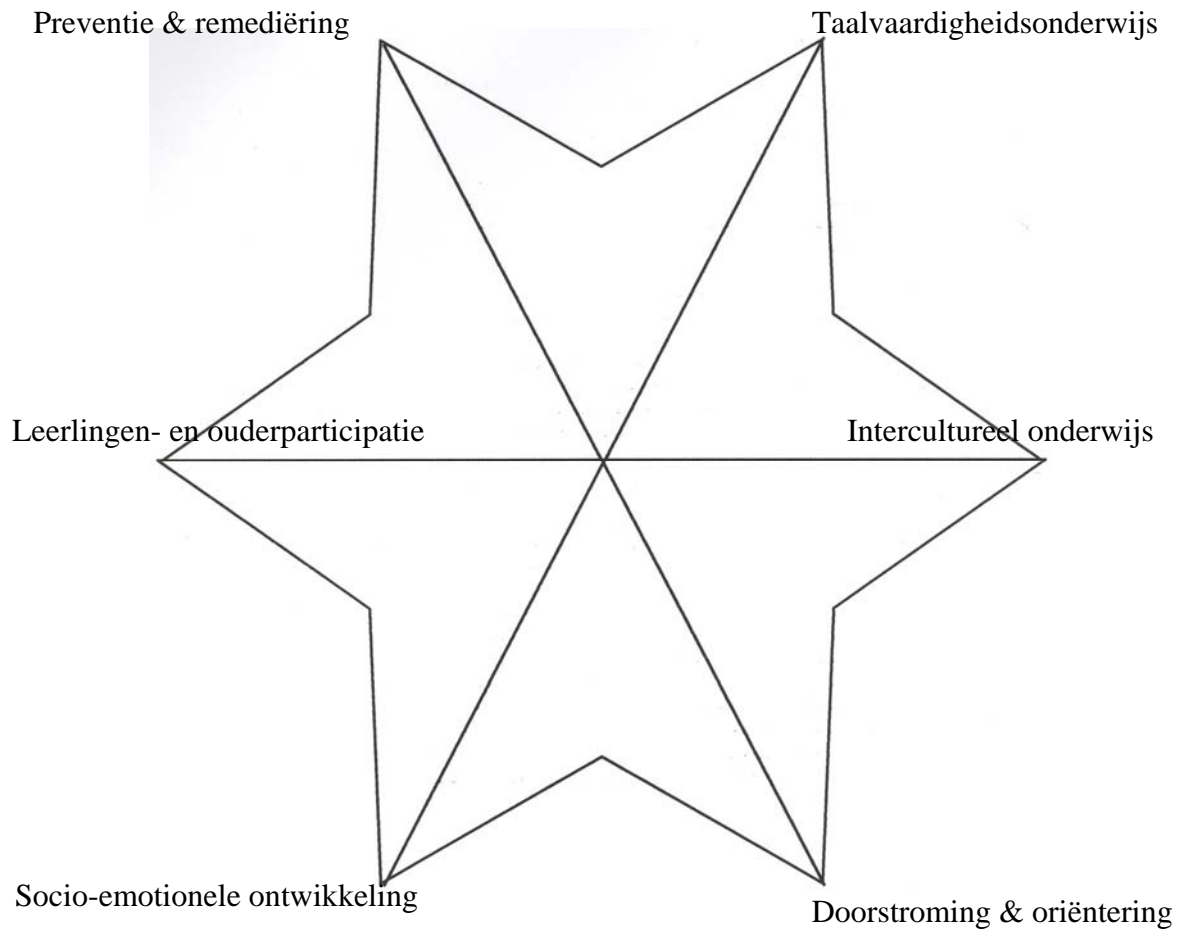 Preventie & remediëring
Taalvaardigheidsonderwijs
Leerlingen- en ouderparticipatie
Intercultureel onderwijs
Socio-emotionele ontwikkeling
Doorstroming & oriëntering